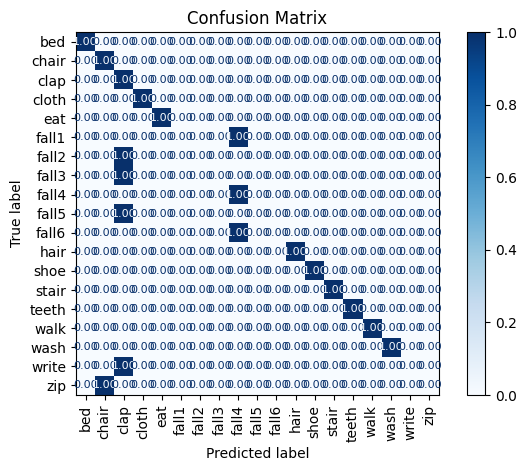 Confusion Matrix
True label
bed 1.00 0.00 0.00 0.00 0.00 0.00 0.00 0.00 0.00 0.00 0.00 0.00 0.00 0.00 0.00 0.00 0.00 0.00 0.00
chair 0.00 1.00 0.00 0.00 0.00 0.00 0.00 0.00 0.00 0.00 0.00 0.00 0.00 0.00 0.00 0.00 0.00 0.00 0.00
clap 0.00 0.00 1.00 0.00 0.00 0.00 0.00 0.00 0.00 0.00 0.00 0.00 0.00 0.00 0.00 0.00 0.00 0.00 0.00
cloth 0.00 0.00 0.00 1.00 0.00 0.00 0.00 0.00 0.00 0.00 0.00 0.00 0.00 0.00 0.00 0.00 0.00 0.00 0.00
eat 0.00 0.00 0.00 0.00 1.00 0.00 0.00 0.00 0.00 0.00 0.00 0.00 0.00 0.00 0.00 0.00 0.00 0.00 0.00
fall1 0.00 0.00 0.00 0.00 0.00 0.00 0.00 0.00 1.00 0.00 0.00 0.00 0.00 0.00 0.00 0.00 0.00 0.00 0.00
fall2 0.00 0.00 1.00 0.00 0.00 0.00 0.00 0.00 0.00 0.00 0.00 0.00 0.00 0.00 0.00 0.00 0.00 0.00 0.00
fall3 0.00 0.00 1.00 0.00 0.00 0.00 0.00 0.00 0.00 0.00 0.00 0.00 0.00 0.00 0.00 0.00 0.00 0.00 0.00
fall4 0.00 0.00 0.00 0.00 0.00 0.00 0.00 0.00 1.00 0.00 0.00 0.00 0.00 0.00 0.00 0.00 0.00 0.00 0.00
fall5 0.00 0.00 1.00 0.00 0.00 0.00 0.00 0.00 0.00 0.00 0.00 0.00 0.00 0.00 0.00 0.00 0.00 0.00 0.00
fall6 0.00 0.00 0.00 0.00 0.00 0.00 0.00 0.00 1.00 0.00 0.00 0.00 0.00 0.00 0.00 0.00 0.00 0.00 0.00
hair 0.00 0.00 0.00 0.00 0.00 0.00 0.00 0.00 0.00 0.00 0.00 1.00 0.00 0.00 0.00 0.00 0.00 0.00 0.00
shoe 0.00 0.00 0.00 0.00 0.00 0.00 0.00 0.00 0.00 0.00 0.00 0.00 1.00 0.00 0.00 0.00 0.00 0.00 0.00
stair 0.00 0.00 0.00 0.00 0.00 0.00 0.00 0.00 0.00 0.00 0.00 0.00 0.00 1.00 0.00 0.00 0.00 0.00 0.00
teeth 0.00 0.00 0.00 0.00 0.00 0.00 0.00 0.00 0.00 0.00 0.00 0.00 0.00 0.00 1.00 0.00 0.00 0.00 0.00
walk 0.00 0.00 0.00 0.00 0.00 0.00 0.00 0.00 0.00 0.00 0.00 0.00 0.00 0.00 0.00 1.00 0.00 0.00 0.00
wash 0.00 0.00 0.00 0.00 0.00 0.00 0.00 0.00 0.00 0.00 0.00 0.00 0.00 0.00 0.00 0.00 1.00 0.00 0.00
write 0.00 0.00 1.00 0.00 0.00 0.00 0.00 0.00 0.00 0.00 0.00 0.00 0.00 0.00 0.00 0.00 0.00 0.00 0.00
zip 0.00 1.00 0.00 0.00 0.00 0.00 0.00 0.00 0.00 0.00 0.00 0.00 0.00 0.00 0.00 0.00 0.00 0.00 0.00
bed chair clap cloth eat fall1 fall2 fall3 fall4 fall5 fall6 hair shoe stair teeth walk wash write zip
Predicted label
1.0
0.8
0.6
0.4
0.2
0.0